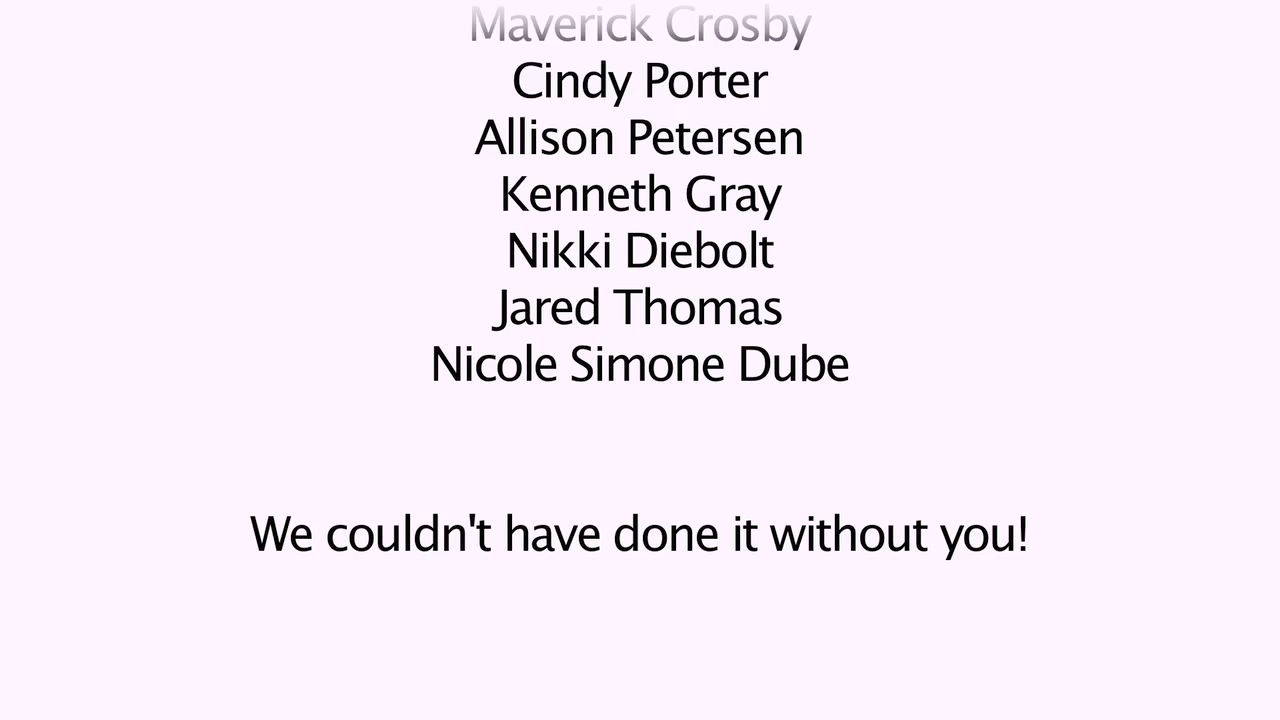 Maverick Crosby
Cindy Porter
Allison Petersen
Kenneth Gray
Nikki Diebolt
Jared Thomas
Nicole Simone Dube
We couldn't have done it without you!